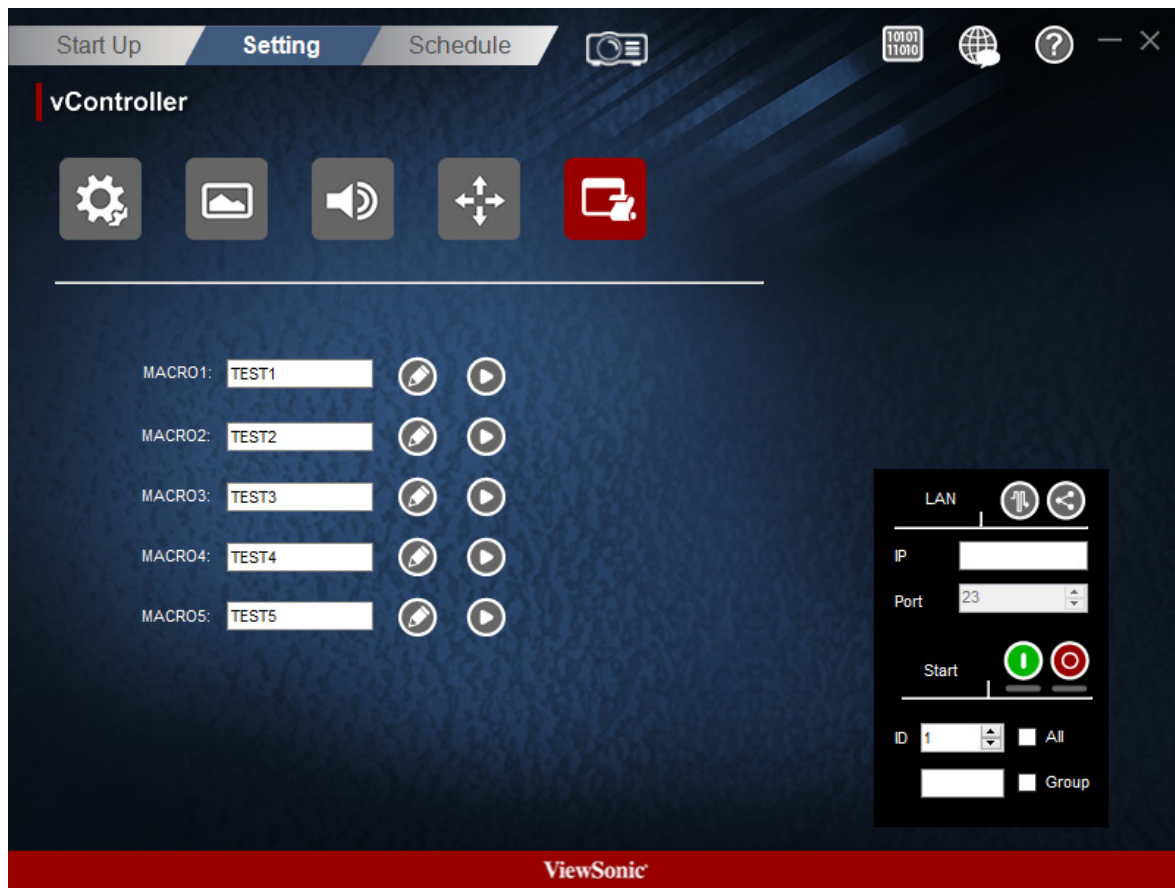 Start Up Setting Schedule
10101
11010
?
vController
MACRO1: TEST1
MACRO2: TEST2
MACRO3: TEST3
MACRO4: TEST4
MACRO5: TEST5
LAN
IP
Port 23
Start
ID 1 All
Group
ViewSonic